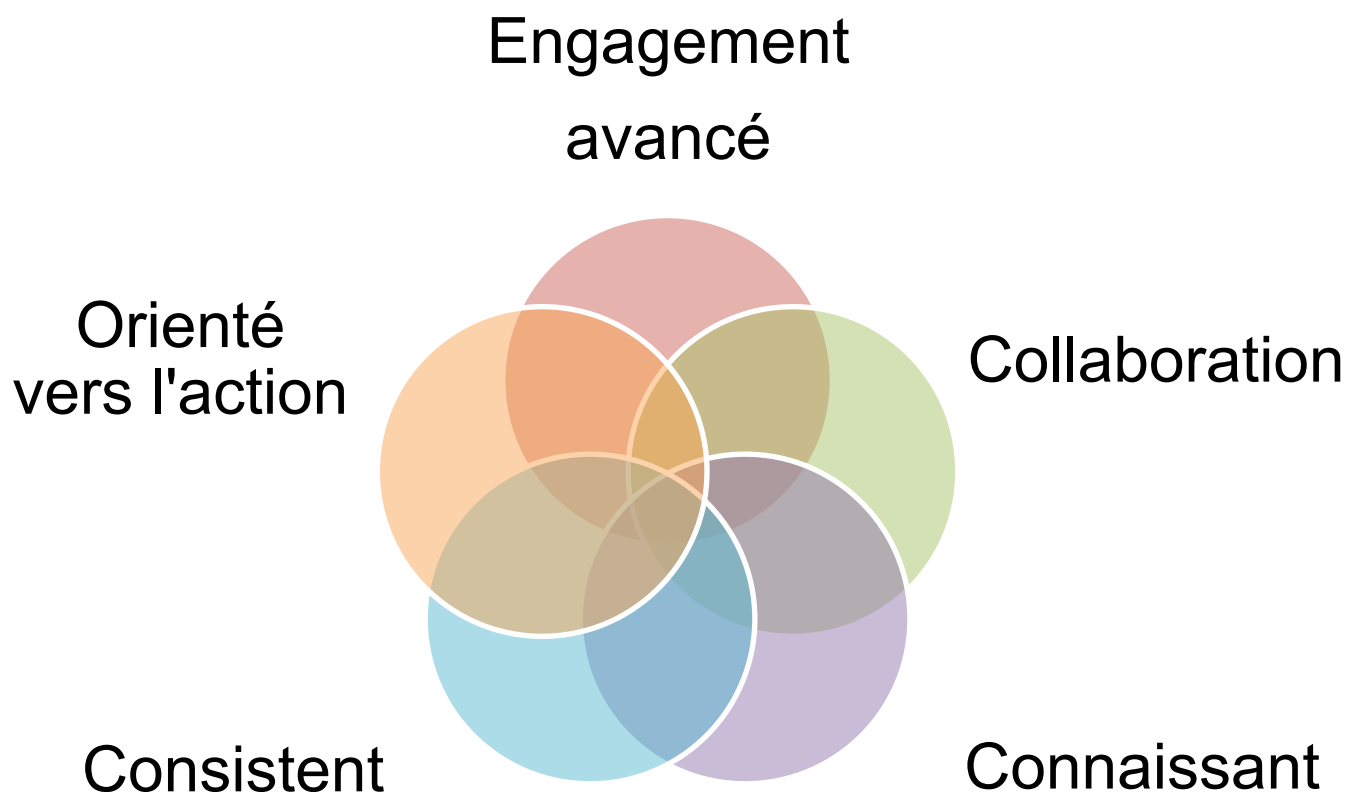 Engagement
avancé
Orienté
vers l'action
Collaboration
Consistent
Connaissant